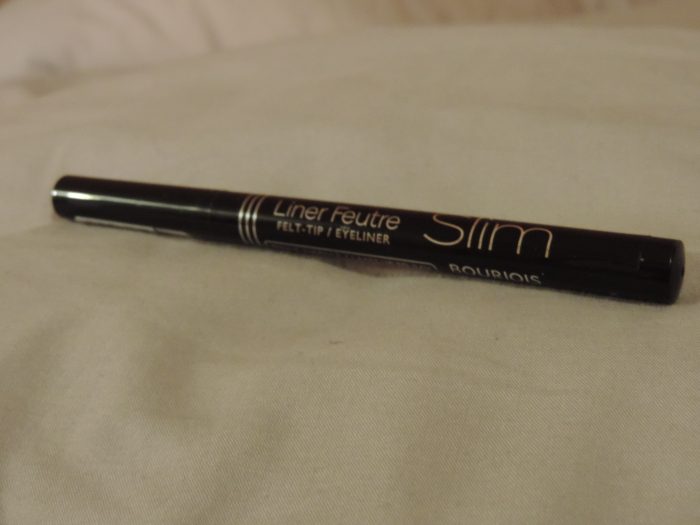 Liner Feutre
FELT-TIP / EYELINER
Slim
BOURJOIS